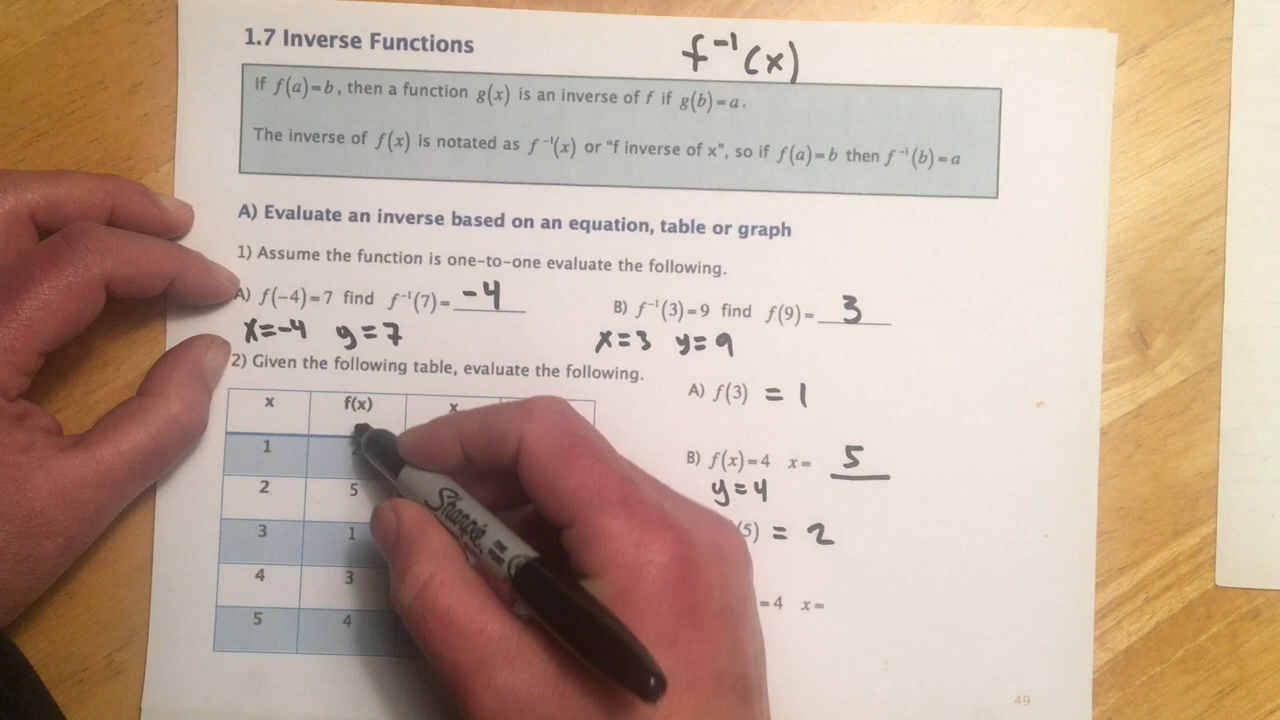 1.7 Inverse Functions
f⁻¹(x)
If f(a)=b, then a function g(x) is an inverse of f if g(b)=a.
The inverse of f(x) is notated as f⁻¹(x) or "f inverse of x", so if f(a)=b then f⁻¹(b)=a
A) Evaluate an inverse based on an equation, table or graph
1) Assume the function is one-to-one evaluate the following.
A) f(-4)=7 find f⁻¹(7)= -4
B) f⁻¹(3)=9 find f(9)= 3
x=-4 y=7
x=3 y=9
2) Given the following table, evaluate the following.
A) f(3) = 1
x f(x) x
1 2
B) f(x)=4 x= 5
y=4
2 5
(5) = 2
3 1
4 3
=4 x=
5 4
49
Sharpie